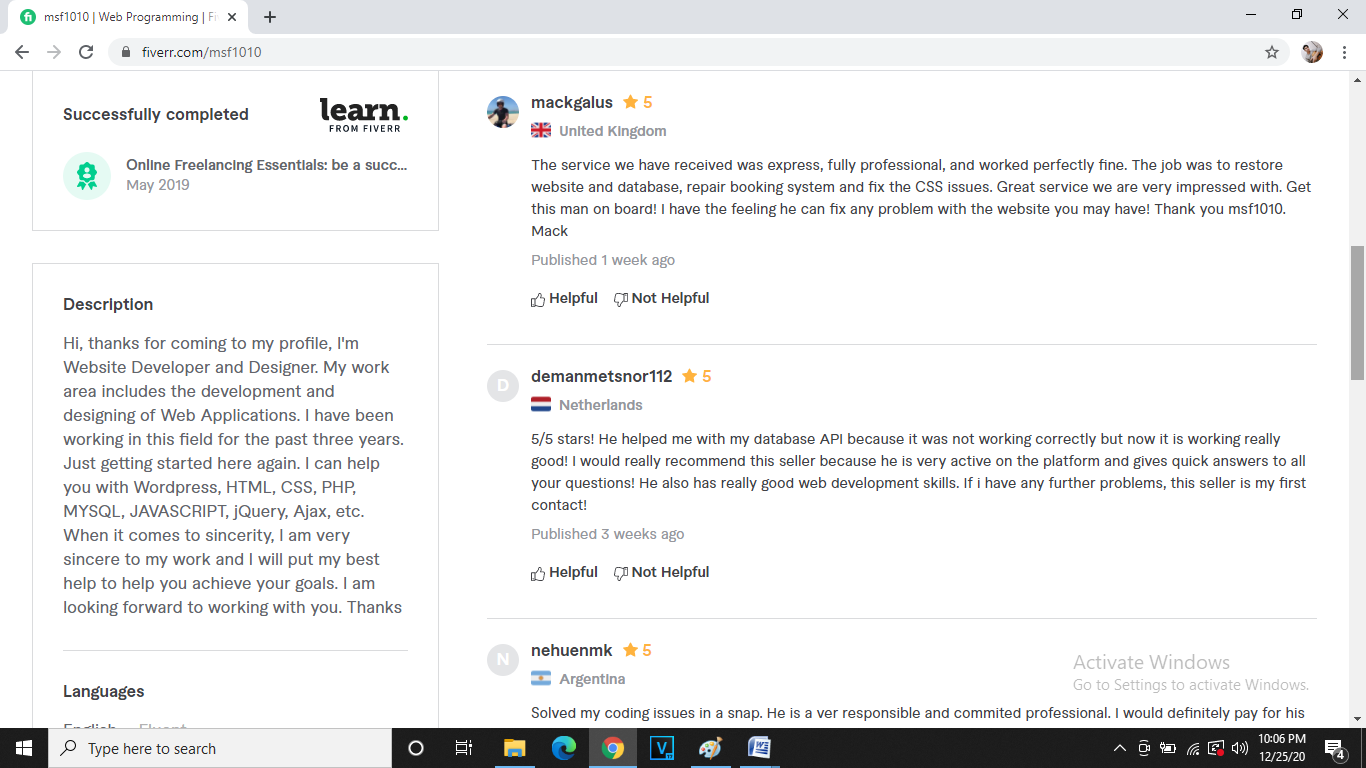 msf1010 | Web Programming | Fi
fiverr.com/msf1010
Successfully completed
learn.
FROM FIVERR
Online Freelancing Essentials: be a succ...
May 2019
Description
Hi, thanks for coming to my profile, I'm
Website Developer and Designer. My work
area includes the development and
designing of Web Applications. I have been
working in this field for the past three years.
Just getting started here again. I can help
you with Wordpress, HTML, CSS, PHP,
MYSQL, JAVASCRIPT, jQuery, Ajax, etc.
When it comes to sincerity, I am very
sincere to my work and I will put my best
help to help you achieve your goals. I am
looking forward to working with you. Thanks
Languages
English - Fluent
mackgalus 5
United Kingdom
The service we have received was express, fully professional, and worked perfectly fine. The job was to restore
website and database, repair booking system and fix the CSS issues. Great service we are very impressed with. Get
this man on board! I have the feeling he can fix any problem with the website you may have! Thank you msf1010.
Mack
Published 1 week ago
Helpful Not Helpful
D
demanmetsnor112 5
Netherlands
5/5 stars! He helped me with my database API because it was not working correctly but now it is working really
good! I would really recommend this seller because he is very active on the platform and gives quick answers to all
your questions! He also has really good web development skills. If i have any further problems, this seller is my first
contact!
Published 3 weeks ago
Helpful Not Helpful
N
nehuenmk 5
Argentina
Solved my coding issues in a snap. He is a ver responsible and commited professional. I would definitely pay for his
Activate Windows
Go to Settings to activate Windows.
Type here to search
10:06 PM
12/25/20
4